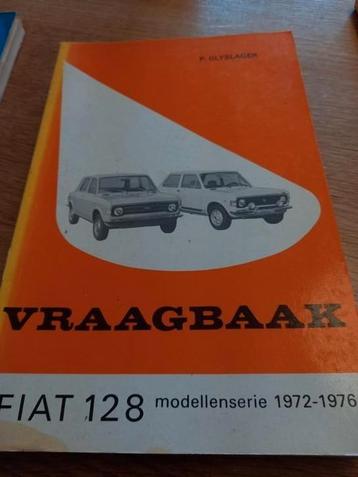 P. OLYSLAGER
VRAAGBAAK
FIAT 128 modellenserie 1972-1976